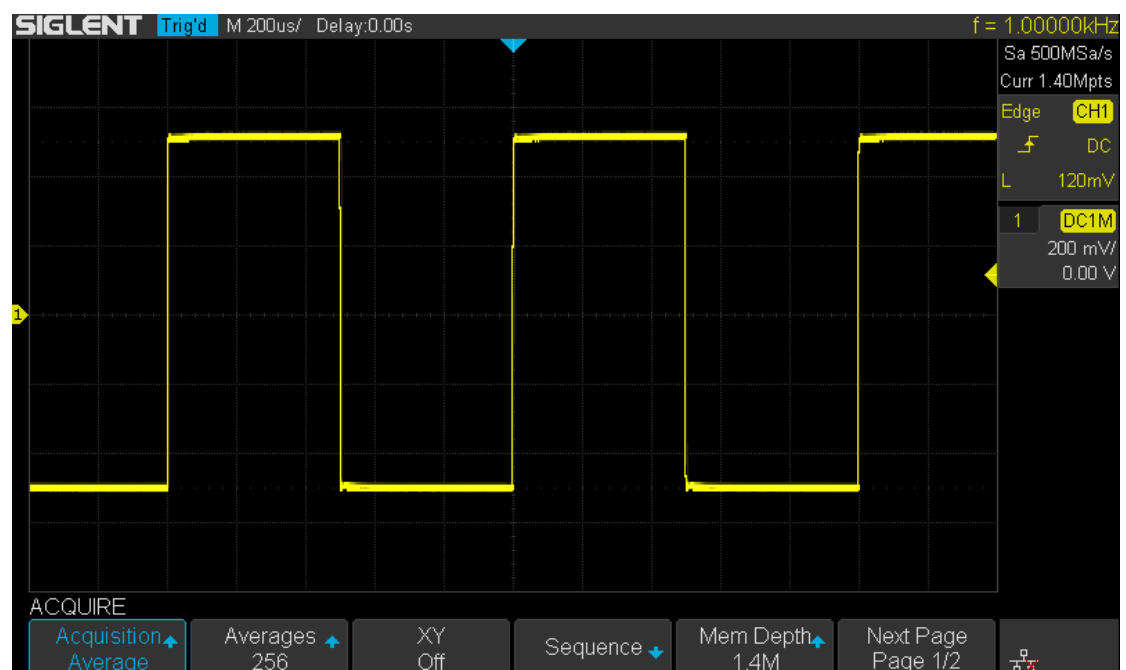 SIGLENT Trig'd M 200us/ Delay:0.00s f = 1.00000kHz
Sa 500MSa/s
Curr 1.40Mpts
Edge CH1
DC
L 120mV
1 DC1M
200 mV/
0.00 V
1
ACQUIRE
Acquisition Averages XY Sequence Mem Depth Next Page
Average 256 Off 1.4M Page 1/2